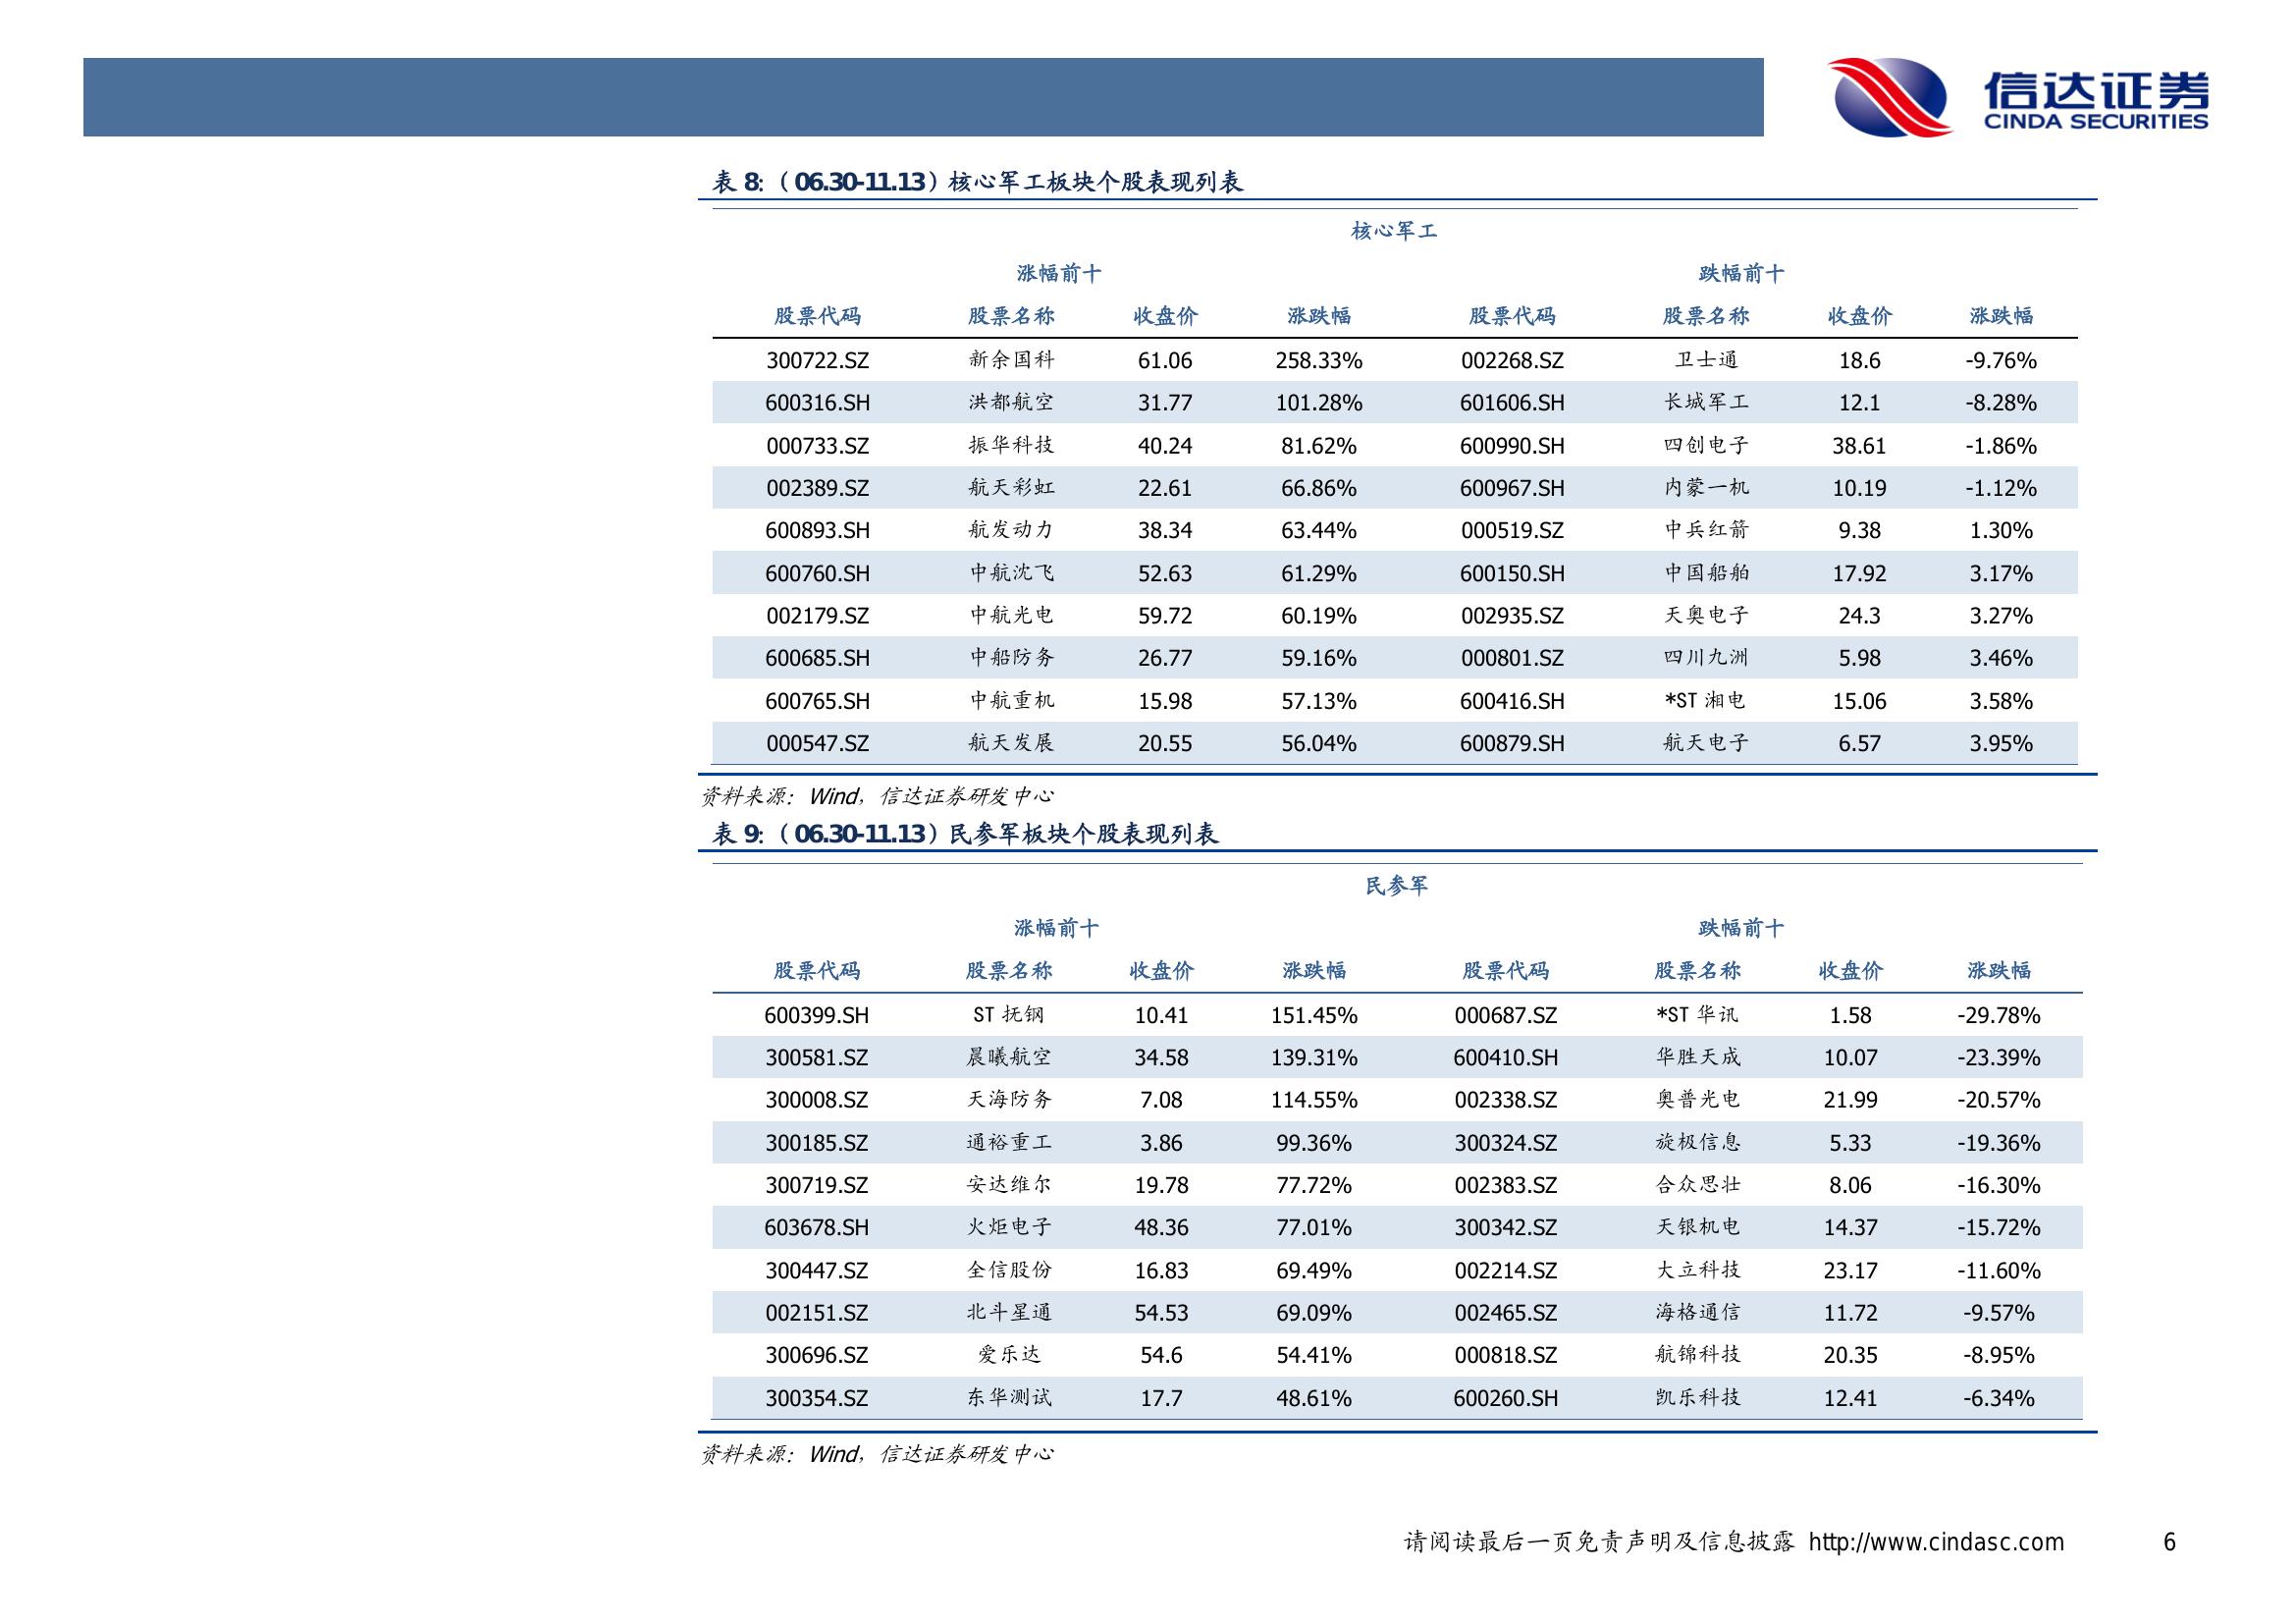 信达证券
CINDA SECURITIES
表 8:（06.30-11.13）核心军工板块个股表现列表
核心军工
涨幅前十 跌幅前十
股票代码 股票名称 收盘价 涨跌幅 股票代码 股票名称 收盘价 涨跌幅
300722.SZ 新余国科 61.06 258.33% 002268.SZ 卫士通 18.6 -9.76%
600316.SH 洪都航空 31.77 101.28% 601606.SH 长城军工 12.1 -8.28%
000733.SZ 振华科技 40.24 81.62% 600990.SH 四创电子 38.61 -1.86%
002389.SZ 航天彩虹 22.61 66.86% 600967.SH 内蒙一机 10.19 -1.12%
600893.SH 航发动力 38.34 63.44% 000519.SZ 中兵红箭 9.38 1.30%
600760.SH 中航沈飞 52.63 61.29% 600150.SH 中国船舶 17.92 3.17%
002179.SZ 中航光电 59.72 60.19% 002935.SZ 天奥电子 24.3 3.27%
600685.SH 中船防务 26.77 59.16% 000801.SZ 四川九洲 5.98 3.46%
600765.SH 中航重机 15.98 57.13% 600416.SH *ST 湘电 15.06 3.58%
000547.SZ 航天发展 20.55 56.04% 600879.SH 航天电子 6.57 3.95%
资料来源：Wind，信达证券研发中心
表 9:（06.30-11.13）民参军板块个股表现列表
民参军
涨幅前十 跌幅前十
股票代码 股票名称 收盘价 涨跌幅 股票代码 股票名称 收盘价 涨跌幅
600399.SH ST 抚钢 10.41 151.45% 000687.SZ *ST 华讯 1.58 -29.78%
300581.SZ 晨曦航空 34.58 139.31% 600410.SH 华胜天成 10.07 -23.39%
300008.SZ 天海防务 7.08 114.55% 002338.SZ 奥普光电 21.99 -20.57%
300185.SZ 通裕重工 3.86 99.36% 300324.SZ 旋极信息 5.33 -19.36%
300719.SZ 安达维尔 19.78 77.72% 002383.SZ 合众思壮 8.06 -16.30%
603678.SH 火炬电子 48.36 77.01% 300342.SZ 天银机电 14.37 -15.72%
300447.SZ 全信股份 16.83 69.49% 002214.SZ 大立科技 23.17 -11.60%
002151.SZ 北斗星通 54.53 69.09% 002465.SZ 海格通信 11.72 -9.57%
300696.SZ 爱乐达 54.6 54.41% 000818.SZ 航锦科技 20.35 -8.95%
300354.SZ 东华测试 17.7 48.61% 600260.SH 凯乐科技 12.41 -6.34%
资料来源：Wind，信达证券研发中心
请阅读最后一页免责声明及信息披露 http://www.cindasc.com 6